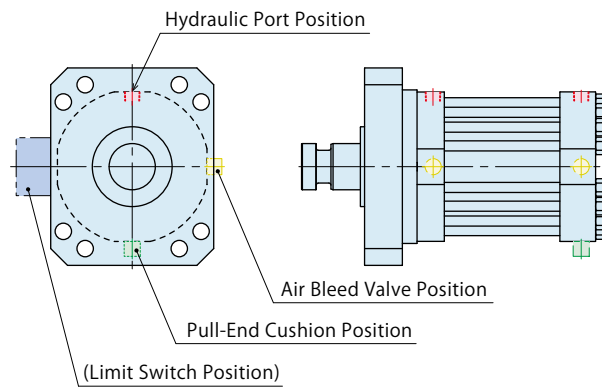 Hydraulic Port Position
Air Bleed Valve Position
Pull-End Cushion Position
(Limit Switch Position)